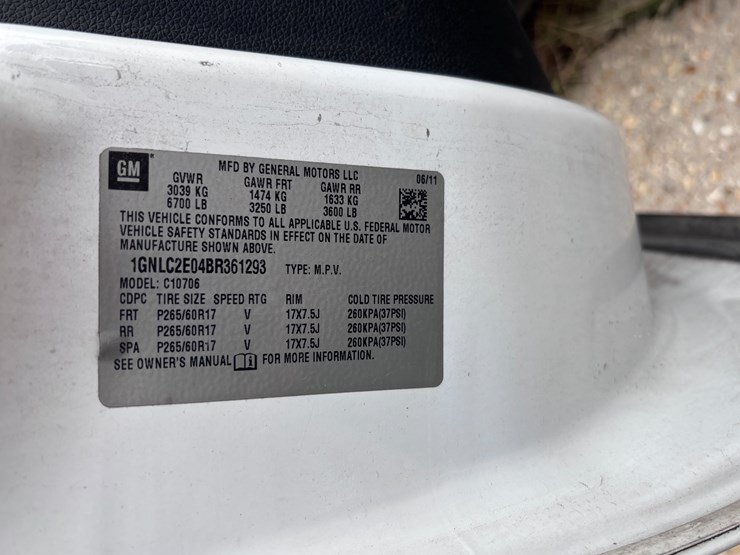 GM
MFD BY GENERAL MOTORS LLC
06/11
GVWR GAWR FRT GAWR RR
3039 KG 1474 KG 1633 KG
6700 LB 3250 LB 3600 LB
THIS VEHICLE CONFORMS TO ALL APPLICABLE U.S. FEDERAL MOTOR
VEHICLE SAFETY STANDARDS IN EFFECT ON THE DATE OF
MANUFACTURE SHOWN ABOVE.
1GNLC2E04BR361293 TYPE: M.P.V.
MODEL: C10706
CDPC TIRE SIZE SPEED RTG RIM COLD TIRE PRESSURE
FRT P265/60R17 V 17X7.5J 260KPA(37PSI)
RR P265/60R17 V 17X7.5J 260KPA(37PSI)
SPA P265/60R17 V 17X7.5J 260KPA(37PSI)
SEE OWNER'S MANUAL i FOR MORE INFORMATION.